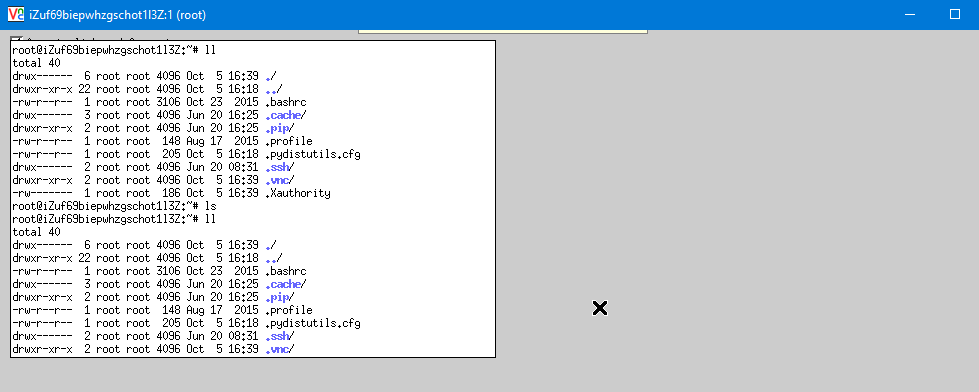 iZuf69biepwhzgschot1l3Z:1 (root)
root@iZuf69biepwhzgschot1l3Z:~# ll
total 40
drwx------  6 root root 4096 Oct  5 16:39 ./
drwxr-xr-x 22 root root 4096 Oct  5 16:18 ../
-rw-r--r--  1 root root 3106 Oct 23  2015 .bashrc
drwx------  3 root root 4096 Jun 20 16:25 .cache/
drwxr-xr-x  2 root root 4096 Jun 20 16:25 .pip/
-rw-r--r--  1 root root  148 Aug 17  2015 .profile
-rw-r--r--  1 root root  205 Oct  5 16:18 .pydistutils.cfg
drwx------  2 root root 4096 Jun 20 08:31 .ssh/
drwxr-xr-x  2 root root 4096 Oct  5 16:39 .vnc/
-rw-------  1 root root  186 Oct  5 16:39 .Xauthority
root@iZuf69biepwhzgschot1l3Z:~# ls
root@iZuf69biepwhzgschot1l3Z:~# ll
total 40
drwx------  6 root root 4096 Oct  5 16:39 ./
drwxr-xr-x 22 root root 4096 Oct  5 16:18 ../
-rw-r--r--  1 root root 3106 Oct 23  2015 .bashrc
drwx------  3 root root 4096 Jun 20 16:25 .cache/
drwxr-xr-x  2 root root 4096 Jun 20 16:25 .pip/
-rw-r--r--  1 root root  148 Aug 17  2015 .profile
-rw-r--r--  1 root root  205 Oct  5 16:18 .pydistutils.cfg
drwx------  2 root root 4096 Jun 20 08:31 .ssh/
drwxr-xr-x  2 root root 4096 Oct  5 16:39 .vnc/